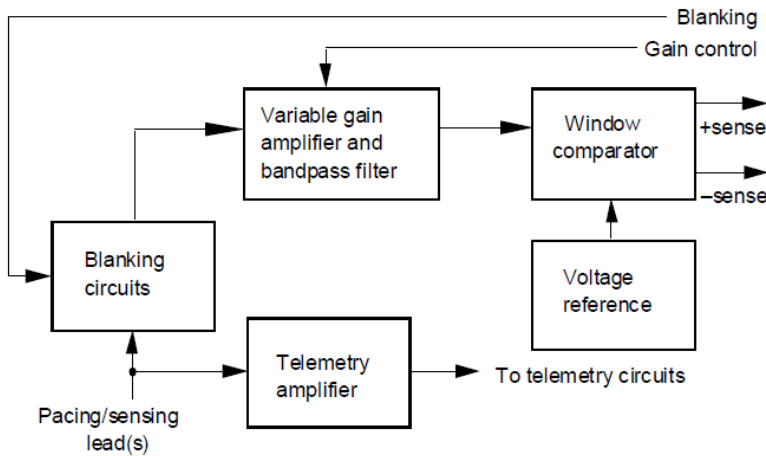 Blanking
Gain control
Variable gain
amplifier and
bandpass filter
Window
comparator
+sense
–sense
Blanking
circuits
Voltage
reference
Telemetry
amplifier
To telemetry circuits
Pacing/sensing
lead(s)